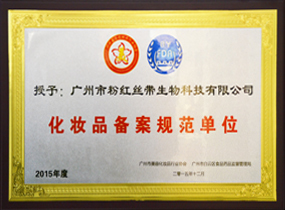 FDA
授予：广州市粉红丝带生物科技有限公司
化妆品备案规范单位
2015年度
二零一五年十二月